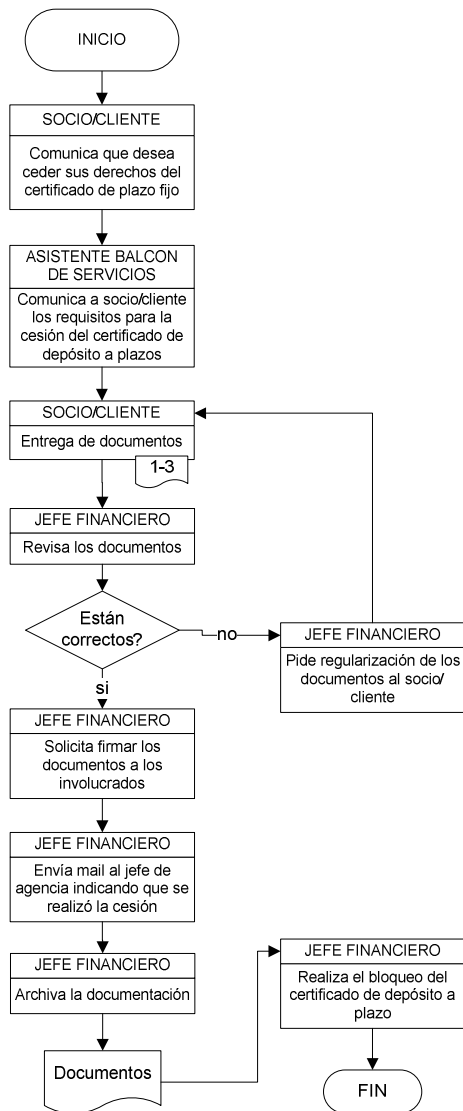 INICIO
SOCIO/CLIENTE
Comunica que desea
ceder sus derechos del
certificado de plazo fijo
ASISTENTE BALCON
DE SERVICIOS
Comunica a socio/cliente
los requisitos para la
cesión del certificado de
depósito a plazos
SOCIO/CLIENTE
Entrega de documentos
1-3
JEFE FINANCIERO
Revisa los documentos
Están
correctos?
no
JEFE FINANCIERO
Pide regularización de los
documentos al socio/
cliente
si
JEFE FINANCIERO
Solicita firmar los
documentos a los
involucrados
JEFE FINANCIERO
Envía mail al jefe de
agencia indicando que se
realizó la cesión
JEFE FINANCIERO
Archiva la documentación
Documentos
JEFE FINANCIERO
Realiza el bloqueo del
certificado de depósito a
plazo
FIN